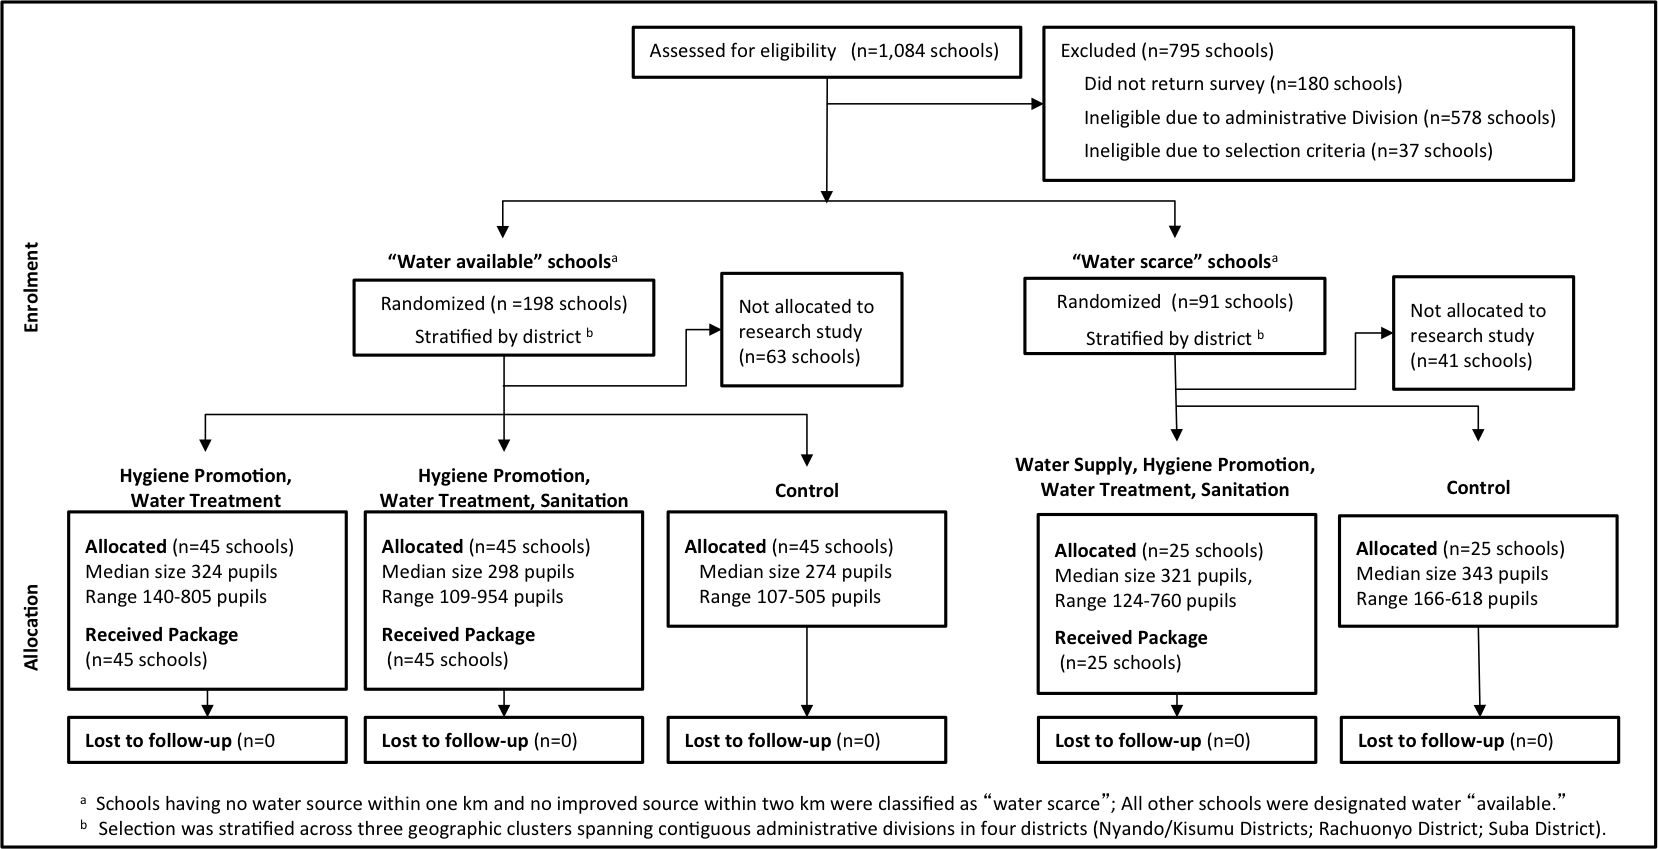 Assessed for eligibility (n=1,084 schools)
Excluded (n=795 schools)
Did not return survey (n=180 schools)
Ineligible due to administrative Division (n=578 schools)
Ineligible due to selection criteria (n=37 schools)
Enrolment
“Water available” schoolsᵃ
Randomized (n =198 schools)
Stratified by district ᵇ
Not allocated to
research study
(n=63 schools)
“Water scarce” schoolsᵃ
Randomized (n=91 schools)
Stratified by district ᵇ
Not allocated to
research study
(n=41 schools)
Allocation
Hygiene Promotion,
Water Treatment
Allocated (n=45 schools)
Median size 324 pupils
Range 140-805 pupils
Received Package
(n=45 schools)
Lost to follow-up (n=0
Hygiene Promotion,
Water Treatment, Sanitation
Allocated (n=45 schools)
Median size 298 pupils
Range 109-954 pupils
Received Package
(n=45 schools)
Lost to follow-up (n=0)
Control
Allocated (n=45 schools)
Median size 274 pupils
Range 107-505 pupils
Lost to follow-up (n=0)
Water Supply, Hygiene Promotion,
Water Treatment, Sanitation
Allocated (n=25 schools)
Median size 321 pupils,
Range 124-760 pupils
Received Package
(n=25 schools)
Lost to follow-up (n=0)
Control
Allocated (n=25 schools)
Median size 343 pupils
Range 166-618 pupils
Lost to follow-up (n=0)
ᵃ Schools having no water source within one km and no improved source within two km were classified as “water scarce”; All other schools were designated water “available.”
ᵇ Selection was stratified across three geographic clusters spanning contiguous administrative divisions in four districts (Nyando/Kisumu Districts; Rachuonyo District; Suba District).